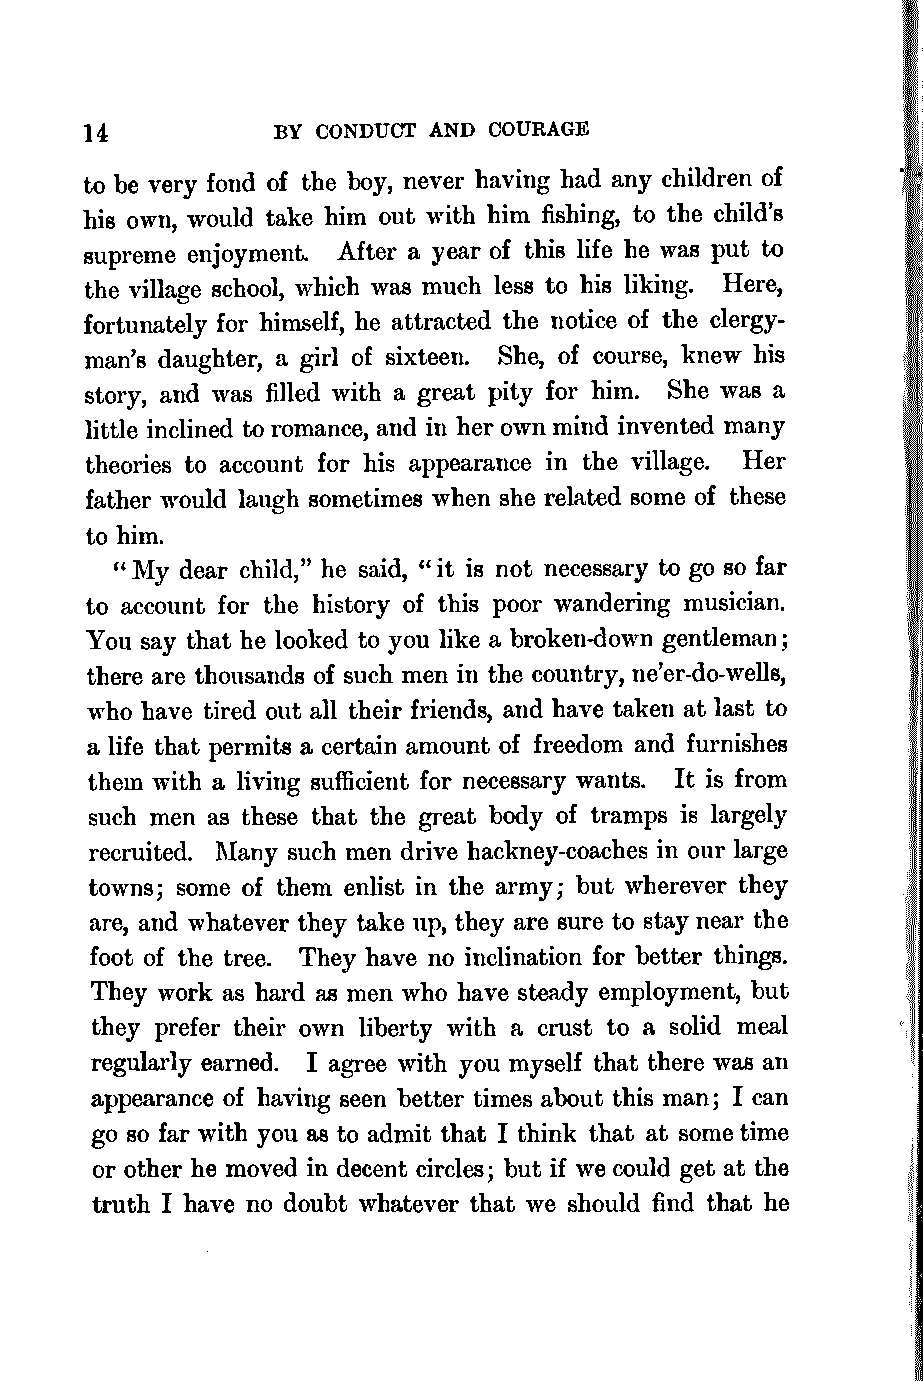 14 BY CONDUCT AND COURAGE
to be very fond of the boy, never having had any children of
his own, would take him out with him fishing, to the child's
supreme enjoyment. After a year of this life he was put to
the village school, which was much less to his liking. Here,
fortunately for himself, he attracted the notice of the clergy-
man's daughter, a girl of sixteen. She, of course, knew his
story, and was filled with a great pity for him. She was a
little inclined to romance, and in her own mind invented many
theories to account for his appearance in the village. Her
father would laugh sometimes when she related some of these
to him.
"My dear child," he said, "it is not necessary to go so far
to account for the history of this poor wandering musician.
You say that he looked to you like a broken-down gentleman;
there are thousands of such men in the country, ne'er-do-wells,
who have tired out all their friends, and have taken at last to
a life that permits a certain amount of freedom and furnishes
them with a living sufficient for necessary wants. It is from
such men as these that the great body of tramps is largely
recruited. Many such men drive hackney-coaches in our large
towns; some of them enlist in the army; but wherever they
are, and whatever they take up, they are sure to stay near the
foot of the tree. They have no inclination for better things.
They work as hard as men who have steady employment, but
they prefer their own liberty with a crust to a solid meal
regularly earned. I agree with you myself that there was an
appearance of having seen better times about this man; I can
go so far with you as to admit that I think that at some time
or other he moved in decent circles; but if we could get at the
truth I have no doubt whatever that we should find that he